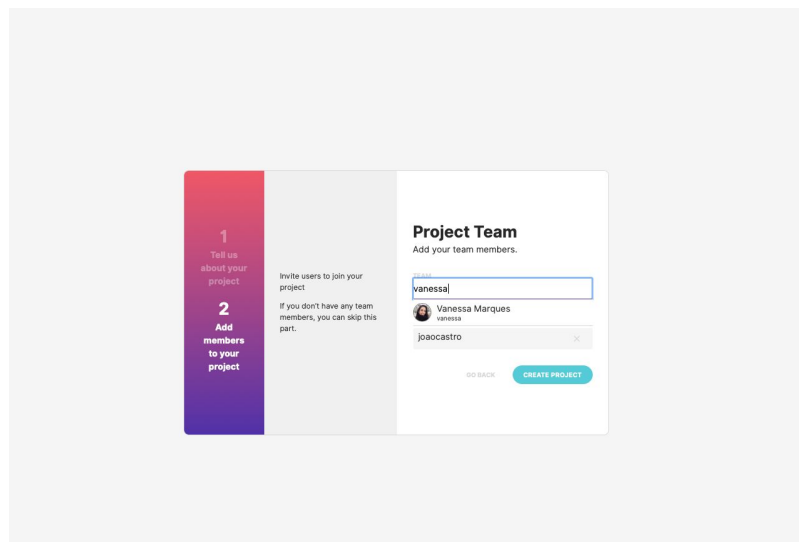 1
Tell us
about your
project
2
Add
members
to your
project
Invite users to join your
project
If you don't have any team
members, you can skip this
part.
Project Team
Add your team members.
TEAM
vanessa
Vanessa Marques
vanessa
joaocastro
GO BACK
CREATE PROJECT